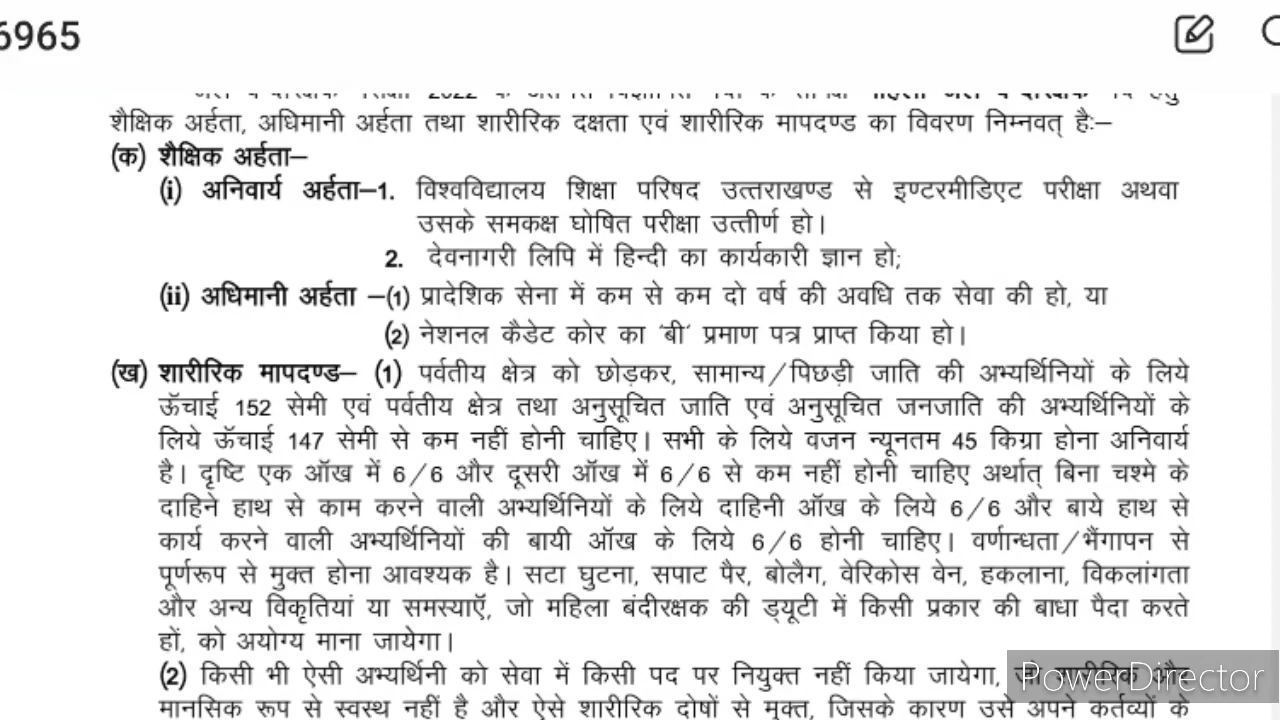 6965
2022
शैक्षिक अर्हता, अधिमानी अर्हता तथा शारीरिक दक्षता एवं शारीरिक मापदण्ड का विवरण निम्नवत् है:–
(क) शैक्षिक अर्हता–
(i) अनिवार्य अर्हता–1. विश्वविद्यालय शिक्षा परिषद उत्तराखण्ड से इण्टरमीडिएट परीक्षा अथवा
उसके समकक्ष घोषित परीक्षा उत्तीर्ण हो।
2. देवनागरी लिपि में हिन्दी का कार्यकारी ज्ञान हो;
(ii) अधिमानी अर्हता –(1) प्रादेशिक सेना में कम से कम दो वर्ष की अवधि तक सेवा की हो, या
(2) नेशनल कैडेट कोर का 'बी' प्रमाण पत्र प्राप्त किया हो।
(ख) शारीरिक मापदण्ड– (1) पर्वतीय क्षेत्र को छोड़कर, सामान्य/पिछड़ी जाति की अभ्यर्थिनियों के लिये
ऊँचाई 152 सेमी एवं पर्वतीय क्षेत्र तथा अनुसूचित जाति एवं अनुसूचित जनजाति की अभ्यर्थिनियों के
लिये ऊँचाई 147 सेमी से कम नहीं होनी चाहिए। सभी के लिये वजन न्यूनतम 45 किग्रा होना अनिवार्य
है। दृष्टि एक ऑख में 6/6 और दूसरी ऑख में 6/6 से कम नहीं होनी चाहिए अर्थात् बिना चश्मे के
दाहिने हाथ से काम करने वाली अभ्यर्थिनियों के लिये दाहिनी ऑख के लिये 6/6 और बाये हाथ से
कार्य करने वाली अभ्यर्थिनियों की बायी ऑख के लिये 6/6 होनी चाहिए। वर्णान्धता/भैंगापन से
पूर्णरूप से मुक्त होना आवश्यक है। सटा घुटना, सपाट पैर, बोलैग, वेरिकोस वेन, हकलाना, विकलांगता
और अन्य विकृतियां या समस्याऍ, जो महिला बंदीरक्षक की ड्यूटी में किसी प्रकार की बाधा पैदा करते
हों, को अयोग्य माना जायेगा।
(2) किसी भी ऐसी अभ्यर्थिनी को सेवा में किसी पद पर नियुक्त नहीं किया जायेगा, जो शारीरिक और
मानसिक रूप से स्वस्थ नहीं है और ऐसे शारीरिक दोषों से मुक्त, जिसके कारण उसे अपने कर्तव्यों के
PowerDirector